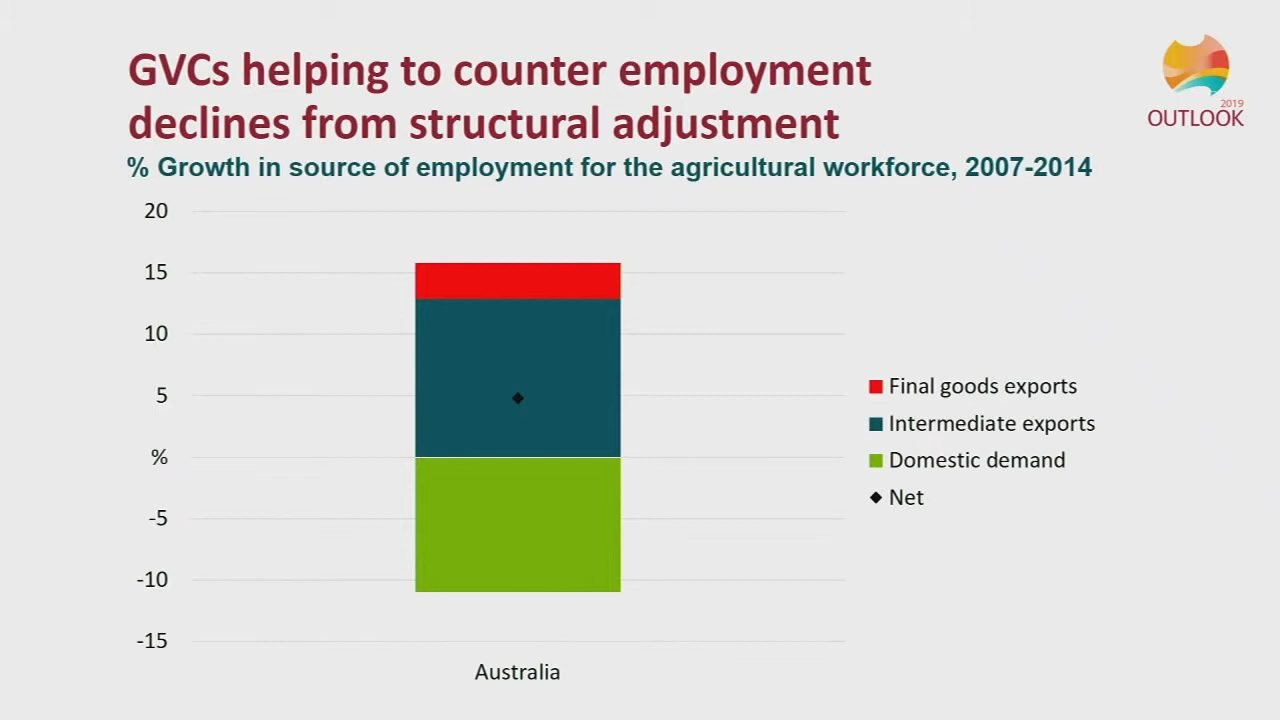 GVCs helping to counter employment
declines from structural adjustment
2019
OUTLOOK
% Growth in source of employment for the agricultural workforce, 2007-2014
20
15
10
5
%
-5
-10
-15
Australia
Final goods exports
Intermediate exports
Domestic demand
Net